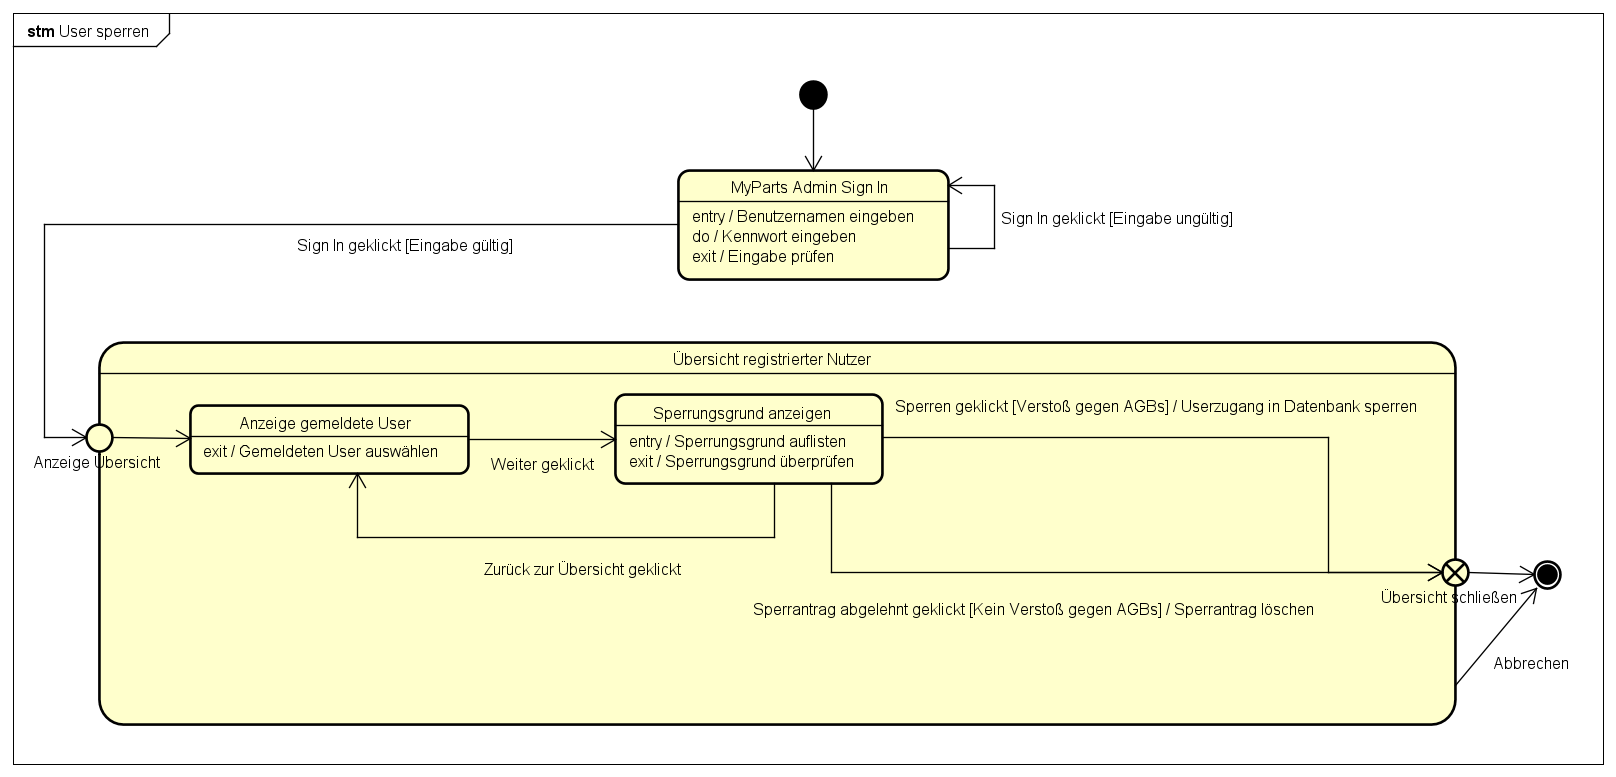 stm User sperren
MyParts Admin Sign In
entry / Benutzernamen eingeben
do / Kennwort eingeben
exit / Eingabe prüfen
Sign In geklickt [Eingabe ungültig]
Sign In geklickt [Eingabe gültig]
Übersicht registrierter Nutzer
Anzeige Übersicht
Anzeige gemeldete User
exit / Gemeldeten User auswählen
Weiter geklickt
Sperrungsgrund anzeigen
entry / Sperrungsgrund auflisten
exit / Sperrungsgrund überprüfen
Sperren geklickt [Verstoß gegen AGBs] / Userzugang in Datenbank sperren
Zurück zur Übersicht geklickt
Sperrantrag abgelehnt geklickt [Kein Verstoß gegen AGBs] / Sperrantrag löschen
Übersicht schließen
Abbrechen